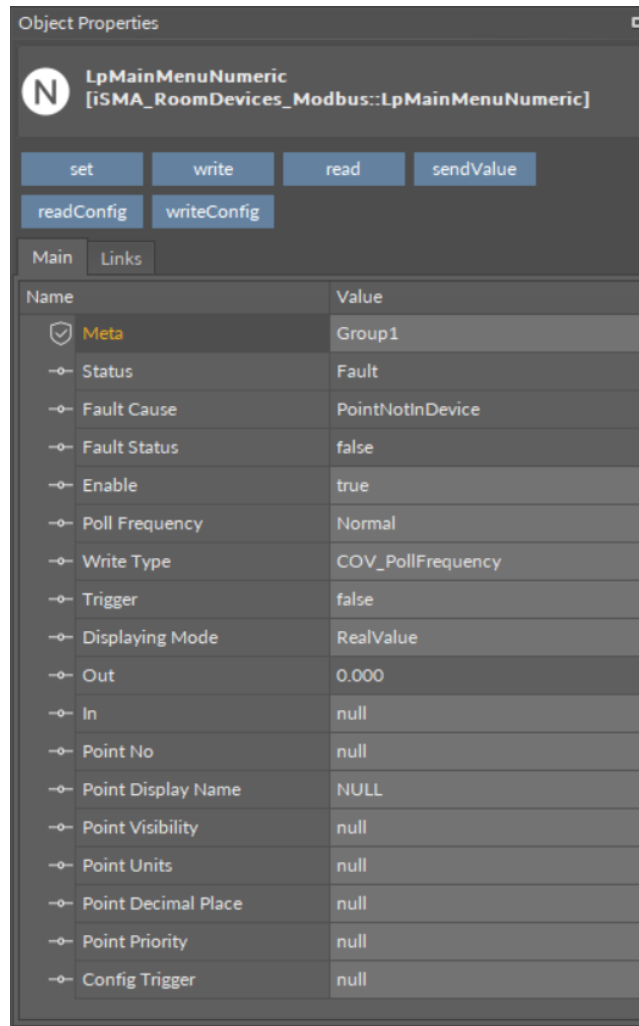 Object Properties
N
LpMainMenuNumeric
[iSMA_RoomDevices_Modbus::LpMainMenuNumeric]
set write read sendValue
readConfig writeConfig
Main Links
Name Value
Meta Group1
Status Fault
Fault Cause PointNotInDevice
Fault Status false
Enable true
Poll Frequency Normal
Write Type COV_PollFrequency
Trigger false
Displaying Mode RealValue
Out 0.000
In null
Point No null
Point Display Name NULL
Point Visibility null
Point Units null
Point Decimal Place null
Point Priority null
Config Trigger null